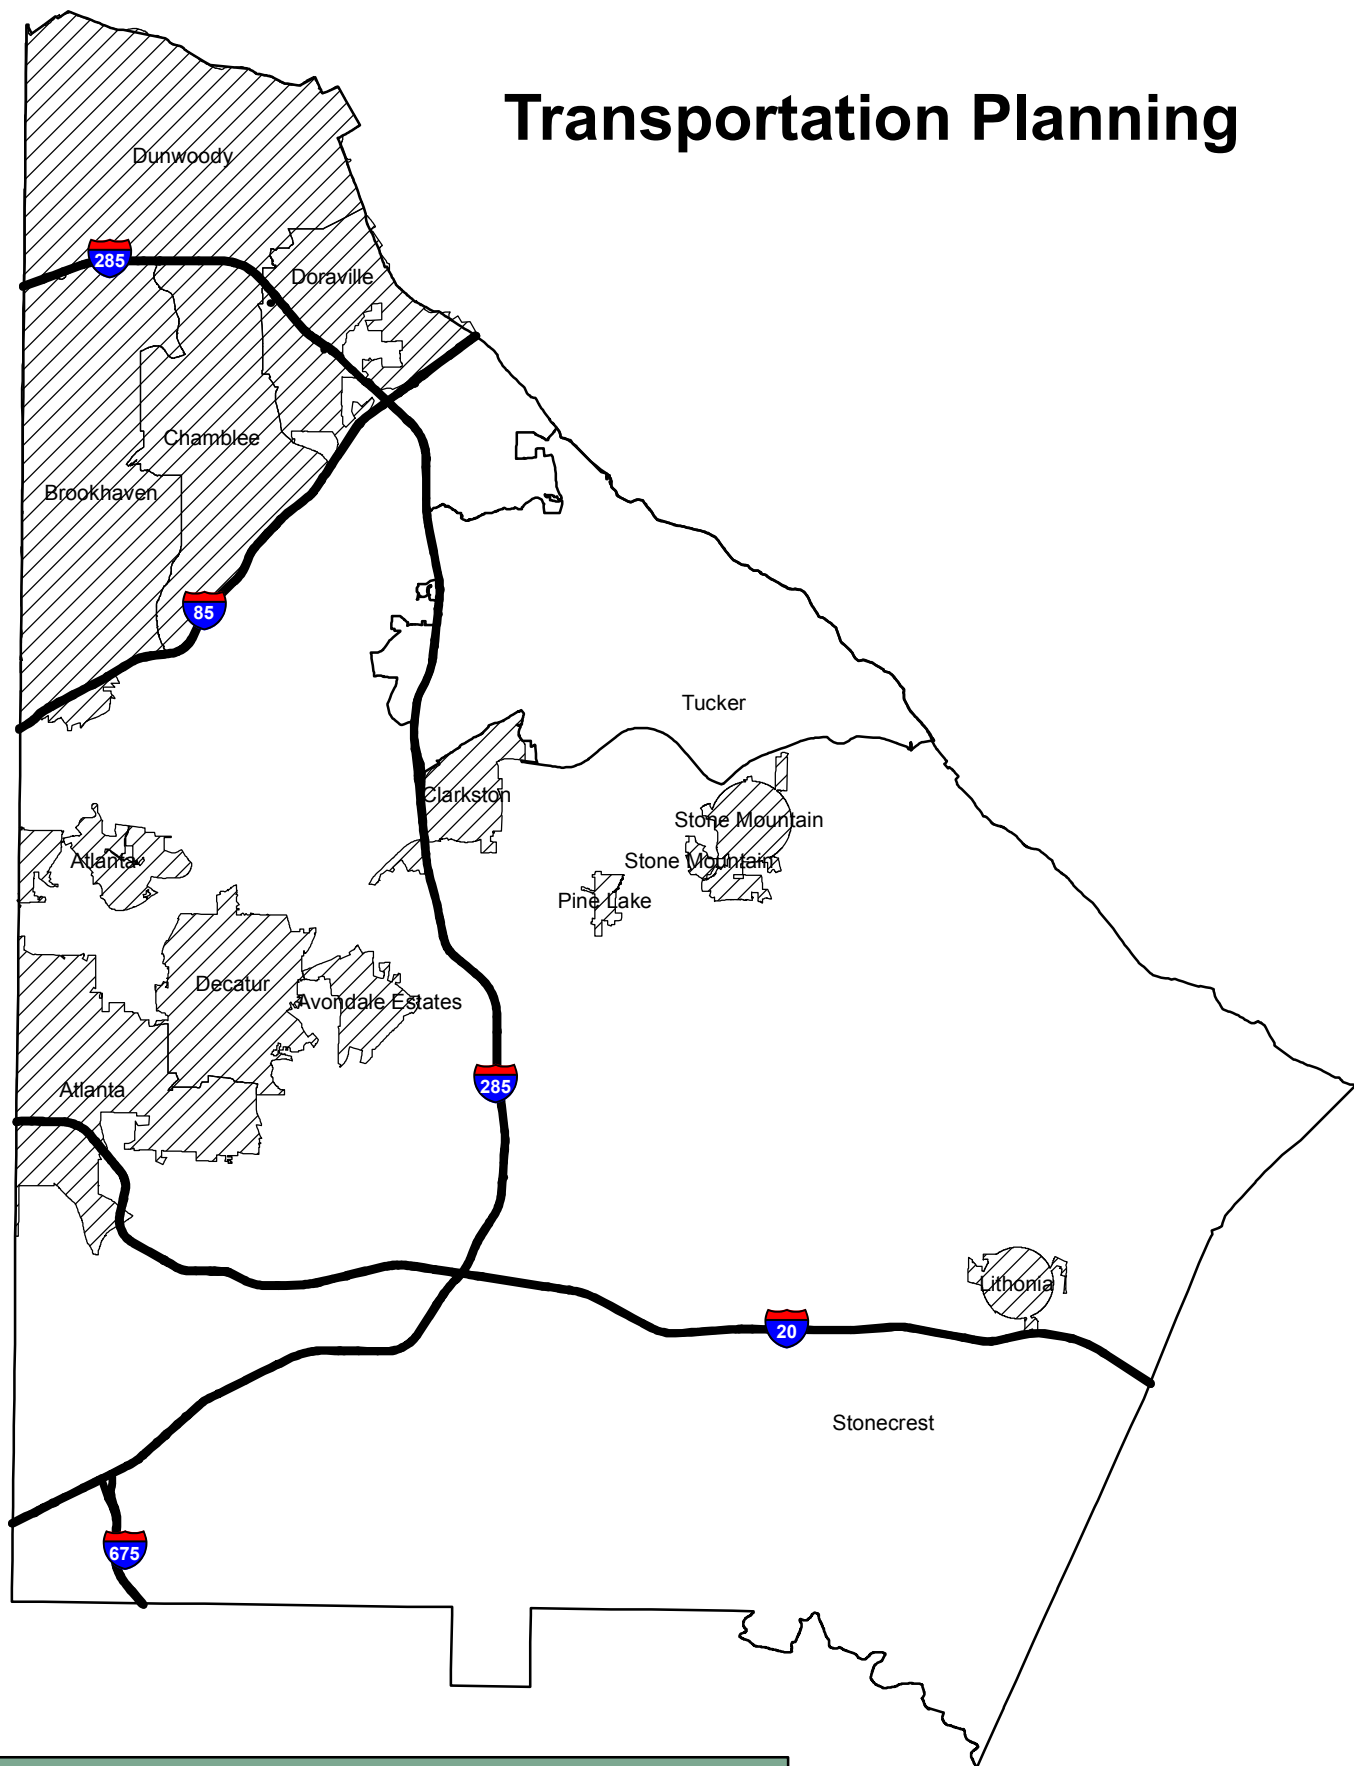 Transportation Planning
Dunwoody
285
Doraville
Chamblee
Brookhaven
85
Tucker
Clarkston
Stone Mountain
Atlanta
Stone Mountain
Pine Lake
Decatur
Avondale Estates
285
Atlanta
Lithonia
20
Stonecrest
675